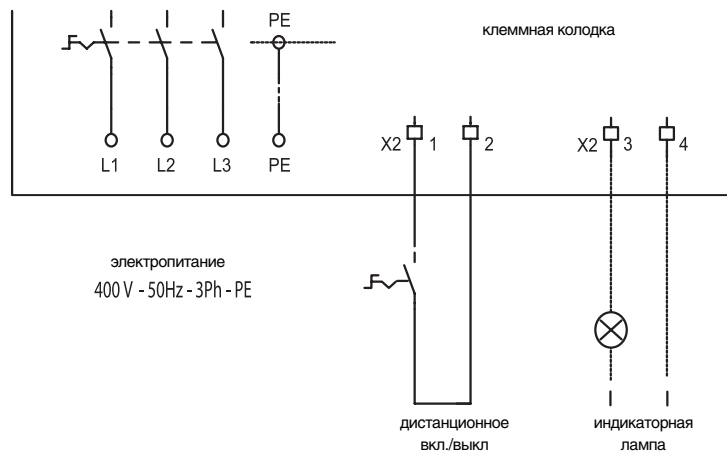 PE
клеммная колодка
X2 1 2
X2 3 4
L1 L2 L3 PE
электропитание
400 V - 50Hz - 3Ph - PE
дистанционное
вкл./выкл
индикаторная
лампа